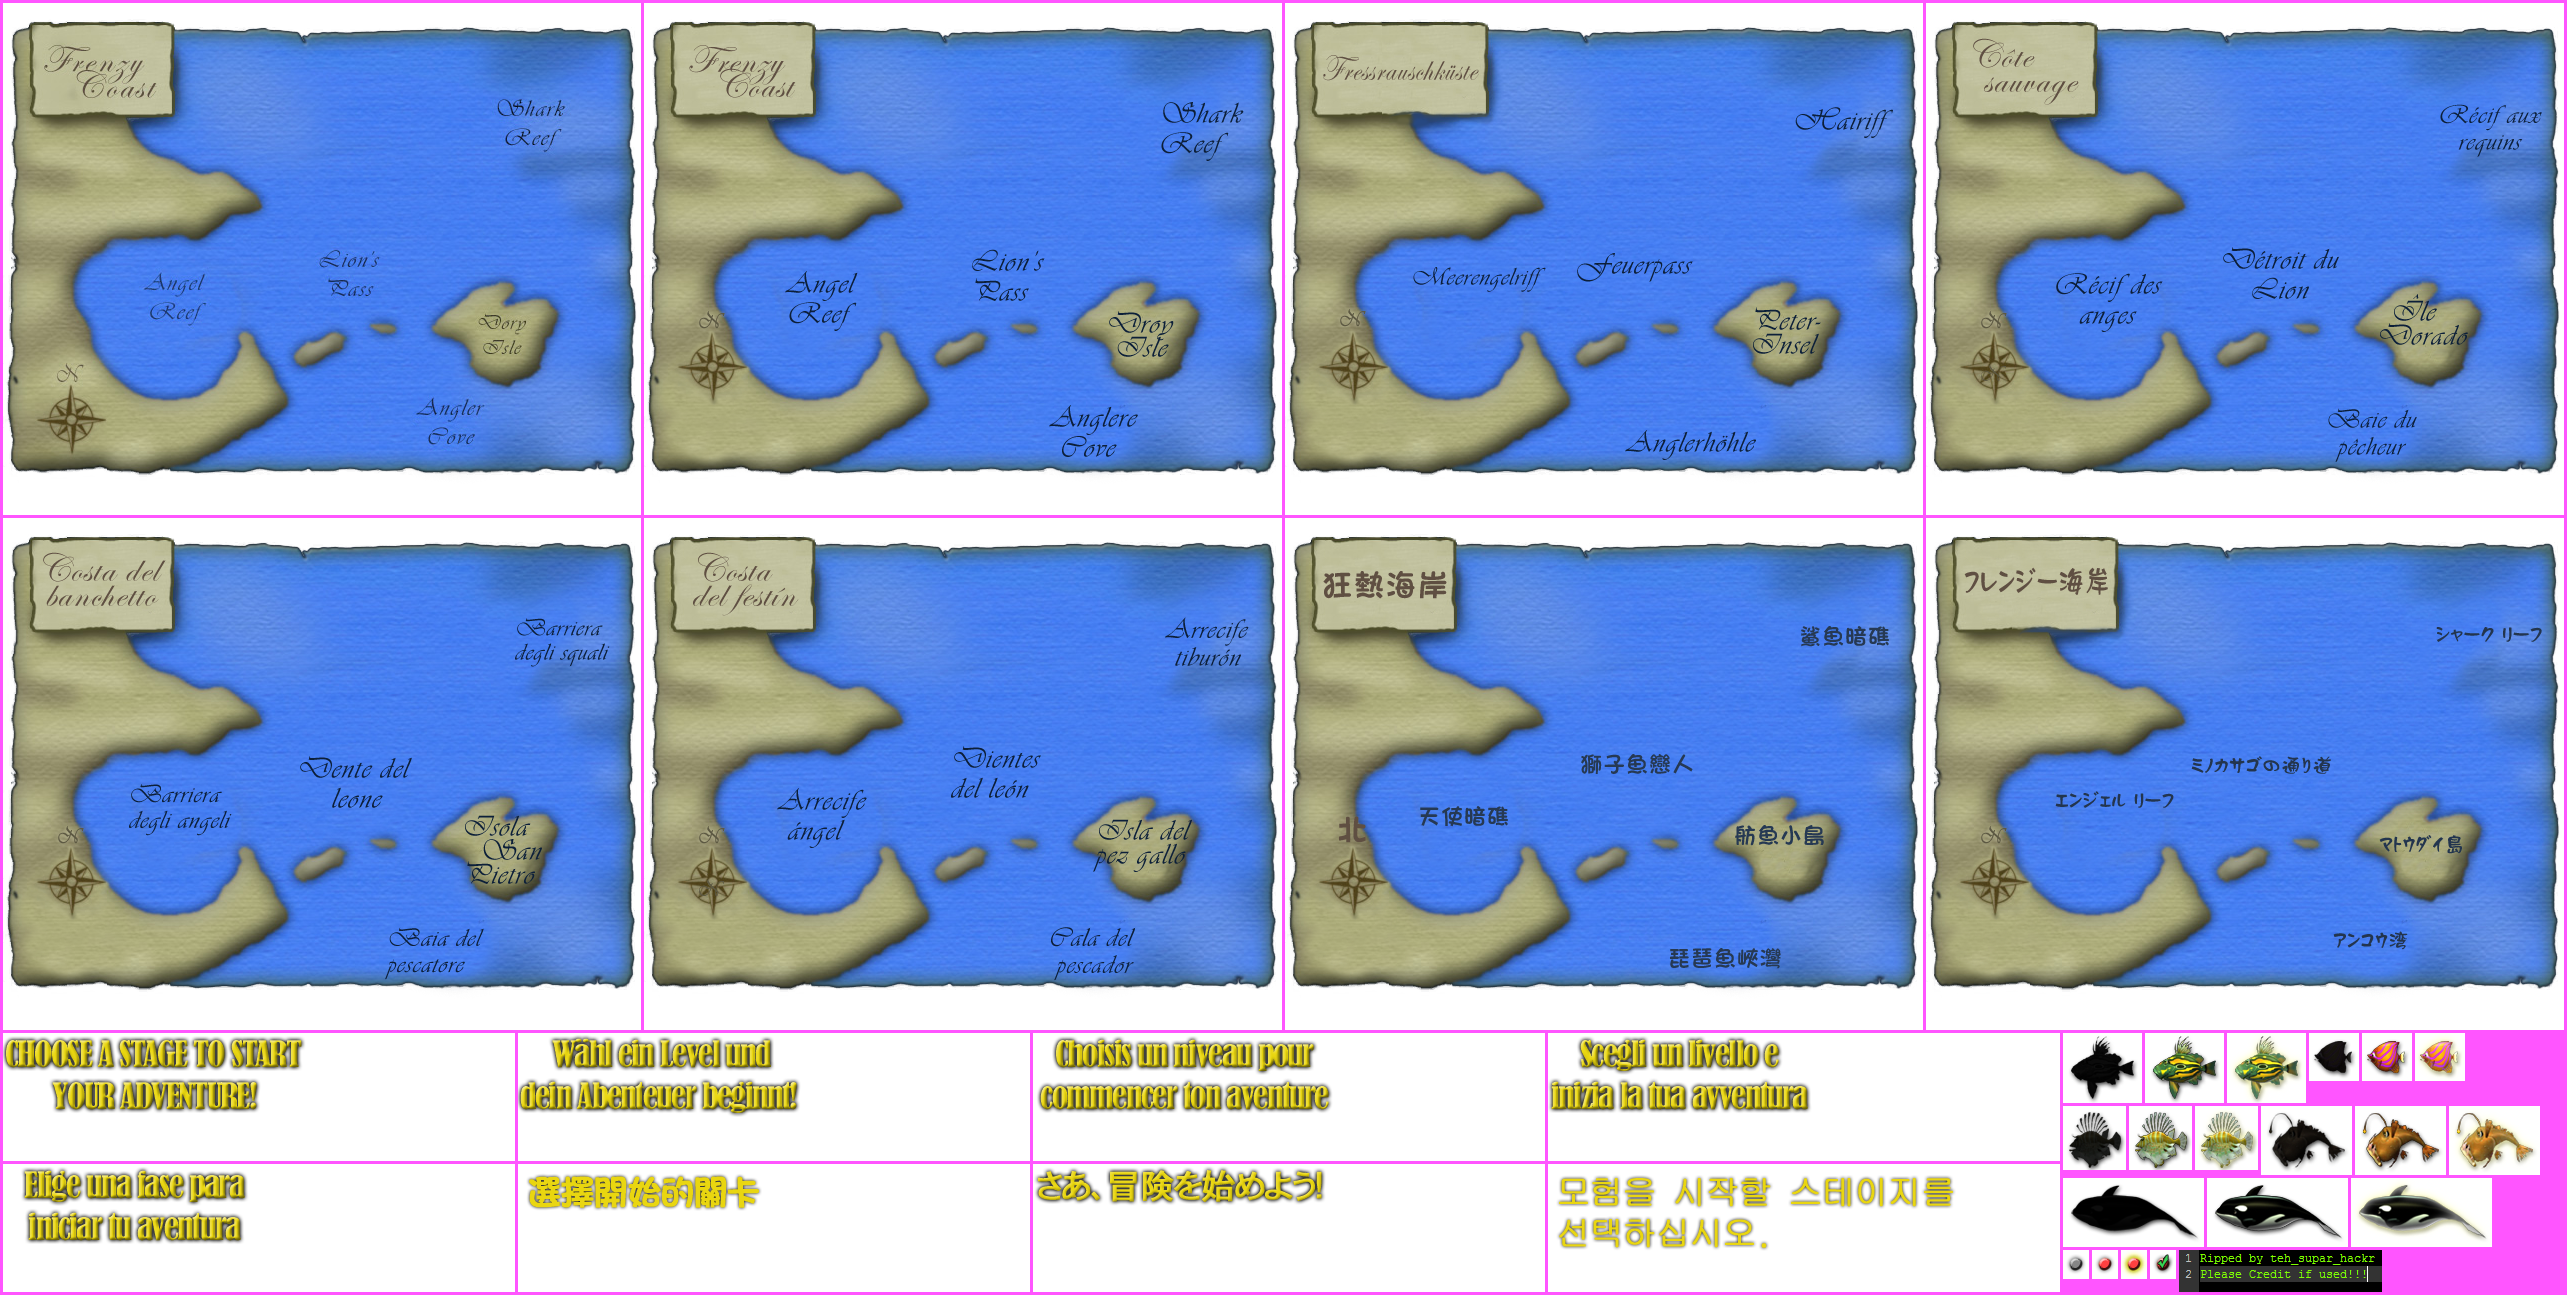 Frenzy
Coast
Shark
Reef
Lion's
Pass
Angel
Reef
Dory
Isle
N
Angler
Cove
Frenzy
Coast
Shark
Reef
Lion's
Pass
Angel
Reef
N
Droy
Isle
Anglere
Cove
Fressrauschküste
Hairiff
Feuerpass
Meerengelriff
N
Peter-
Insel
Anglerhöhle
Côte
sauvage
Récif aux
requins
Détroit du
Lion
Récif des
anges
N
Île
Dorado
Baie du
pêcheur
Costa del
banchetto
Barriera
degli squali
Dente del
leone
Barriera
degli angeli
N
Isola
San
Pietro
Baia del
pescatore
Costa
del festín
Arrecife
tiburón
Dientes
del león
Arrecife
ángel
N
Isla del
pez gallo
Cala del
pescador
狂熱海岸
鯊魚暗礁
獅子魚戀人
天使暗礁
北
舫魚小島
琵琶魚峽灣
フレンジー海岸
シャーク リーフ
ミノカサゴの通り道
エンジェル リーフ
N
マトウダイ島
アンコウ湾
CHOOSE A STAGE TO START
YOUR ADVENTURE!
Wähl ein Level und
dein Abenteuer beginnt!
Choisis un niveau pour
commencer ton aventure
Scegli un livello e
inizia la tua avventura
Elige una fase para
iniciar tu aventura
選擇開始的關卡
さあ、冒険を始めよう!
모험을 시작할 스테이지를
선택하십시오.
1 Ripped by teh_supar_hackr
2 Please Credit if used!!!